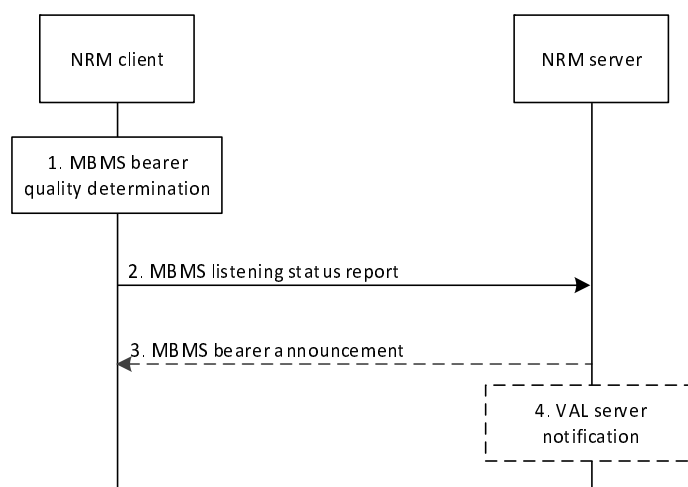 NRM client
NRM server
1. MBMS bearer
quality determination
2. MBMS listening status report
3. MBMS bearer announcement
4. VAL server
notification